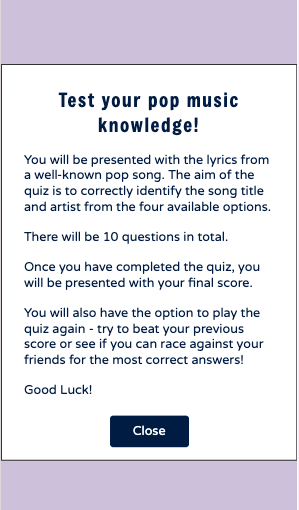 Test your pop music
knowledge!
You will be presented with the lyrics from
a well-known pop song. The aim of the
quiz is to correctly identify the song title
and artist from the four available options.
There will be 10 questions in total.
Once you have completed the quiz, you
will be presented with your final score.
You will also have the option to play the
quiz again - try to beat your previous
score or see if you can race against your
friends for the most correct answers!
Good Luck!
Close